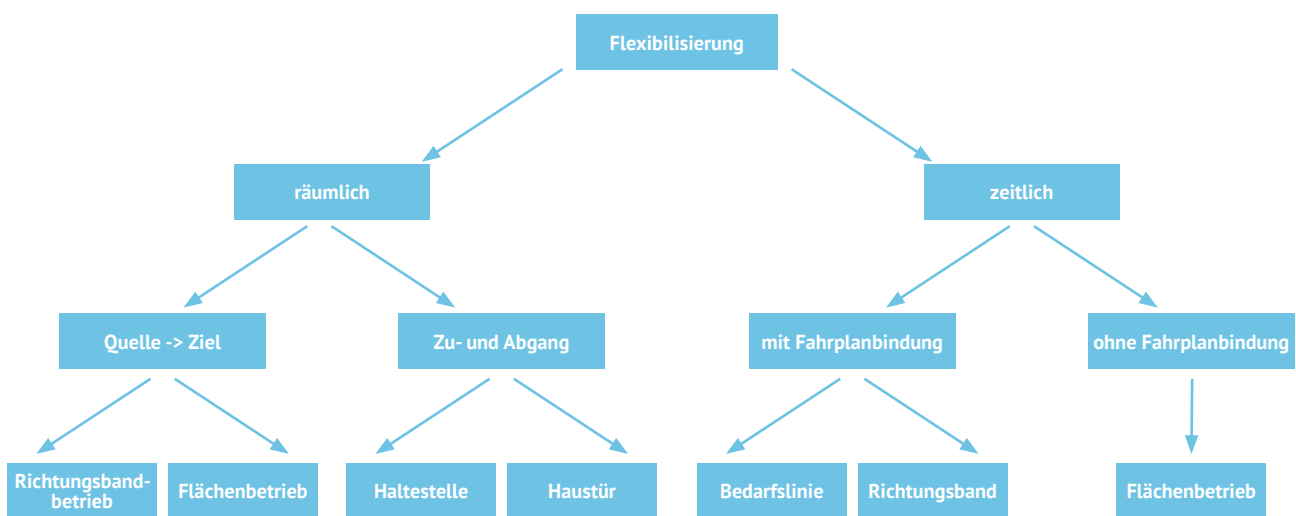 Flexibilisierung
räumlich
zeitlich
Quelle -> Ziel
Zu- und Abgang
mit Fahrplanbindung
ohne Fahrplanbindung
Richtungsband-
betrieb
Flächenbetrieb
Haltestelle
Haustür
Bedarfslinie
Richtungsband
Flächenbetrieb